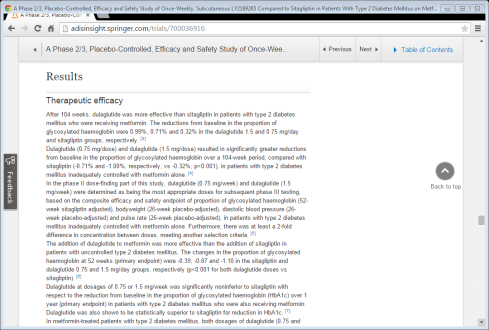 A Phase 2/3, Placebo-Controlled, Efficacy and Safety Study of Once-Weekly, Subcutaneous LY2189265 Compared to Sitagliptin in Patients With Type 2 Diabetes Mellitus on Metf...
A Phase 2/3, Placebo-Cont
adisinsight.springer.com/trials/700036916
A Phase 2/3, Placebo-Controlled, Efficacy and Safety Study of Once-Wee...
Previous
Next
Table of Contents
Results
Therapeutic efficacy
After 104 weeks, dulaglutide was more effective than sitagliptin in patients with type 2 diabetes
mellitus who were receiving metformin. The reductions from baseline in the proportion of
glycosylated haemoglobin were 0.99%, 0.71% and 0.32% in the dulaglutide 1.5 and 0.75 mg/day
and sitagliptin groups, respectively. [3]
Dulaglutide (0.75 mg/dose) and dulaglutide (1.5 mg/dose) resulted in significantly greater reductions
from baseline in the proportion of glycosylated haemoglobin over a 104-week period, compared with
sitagliptin (-0.71% and -1.00%, respectively, vs -0.32%; p<0.001), in patients with type 2 diabetes
mellitus inadequately controlled with metformin alone. [4]
In the phase II dose-finding part of this study, dulaglutide (0.75 mg/week) and dulaglutide (1.5
mg/week) were determined as being the most appropriate doses for subsequent phase III testing,
based on the composite efficacy and safety endpoint of proportion of glycosylated haemoglobin (52-
week sitagliptin adjusted), bodyweight (26-week placebo-adjusted), diastolic blood pressure (26-
week placebo-adjusted) and pulse rate (26-week placebo-adjusted), in patients with type 2 diabetes
mellitus inadequately controlled with metformin alone. Furthermore, there was at least a 2-fold
difference in concentration between doses, meeting another selection criteria.
The addition of dulaglutide to metformin was more effective than the addition of sitagliptin in
patients with uncontrolled type 2 diabetes mellitus. The changes in the proportion of glycosylated
haemoglobin at 52 weeks (primary endpoint) were -0.39, -0.87 and -1.10 in the sitagliptin and
dulaglutide 0.75 and 1.5 mg/day groups, respectively (p<0.001 for both dulaglutide doses vs
sitagliptin).
Dulaglutide at dosages of 0.75 or 1.5 mg/week was significantly noninferior to sitagliptin with
respect to the reduction from baseline in the proportion of glycosylated haemoglobin (HbA1c) over 1
year (primary endpoint) in patients with type 2 diabetes mellitus who were also receiving metformin.
Dulaglutide was also shown to be statistically superior to sitagliptin for reduction in HbA1c. [7]
In metformin-treated patients with type 2 diabetes mellitus, both dosages of dulaglutide (0.75 and
Feedback
Back to top